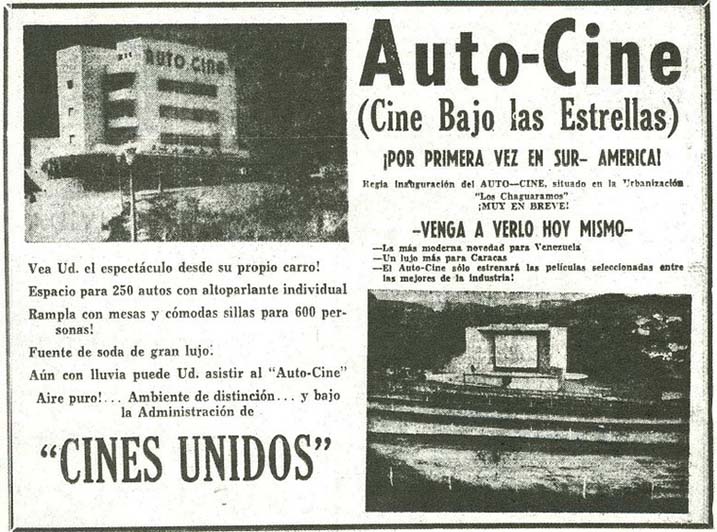 AUTO CINE
Vea Ud. el espectáculo desde su propio carro!
Espacio para 250 autos con altoparlante individual
Rampla con mesas y cómodas sillas para 600 per-
sonas!
Fuente de soda de gran lujo!
Aún con lluvia puede Ud. asistir al "Auto-Cine"
Aire puro!... Ambiente de distinción... y bajo
la Administración de
"CINES UNIDOS"
Auto-Cine
(Cine Bajo las Estrellas)
¡POR PRIMERA VEZ EN SUR- AMERICA!
Regia inauguración del AUTO—CINE, situado en la Urbanización
"Los Chaguaramos"
¡MUY EN BREVE!
-VENGA A VERLO HOY MISMO-
—La más moderna novedad para Venezuela
—Un lujo más para Caracas
—El Auto-Cine sólo estrenará las películas seleccionadas entre
las mejores de la industria!